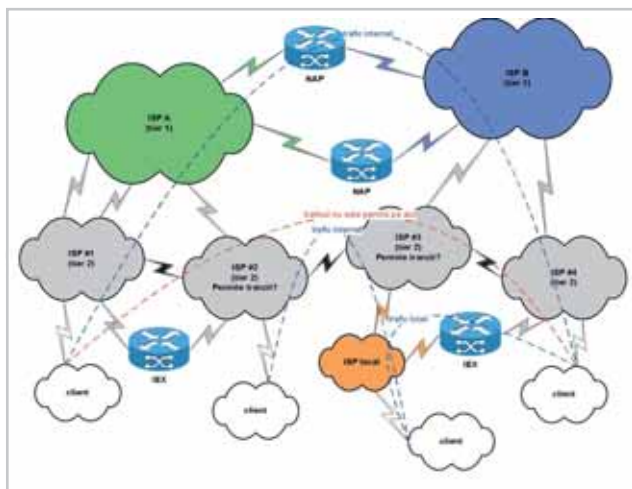 trafic internet
NAP
ISP A
(tier 1)
ISP B
(tier 1)
NAP
traficul nu este permis pe aici
trafic internet
ISP #1
(tier 2)
ISP #2
(tier 2)
Permite tranzit?
ISP #3
(tier 2)
Permite tranzit?
ISP #4
(tier 2)
trafic local
IEX
ISP local
IEX
client
client
client
client